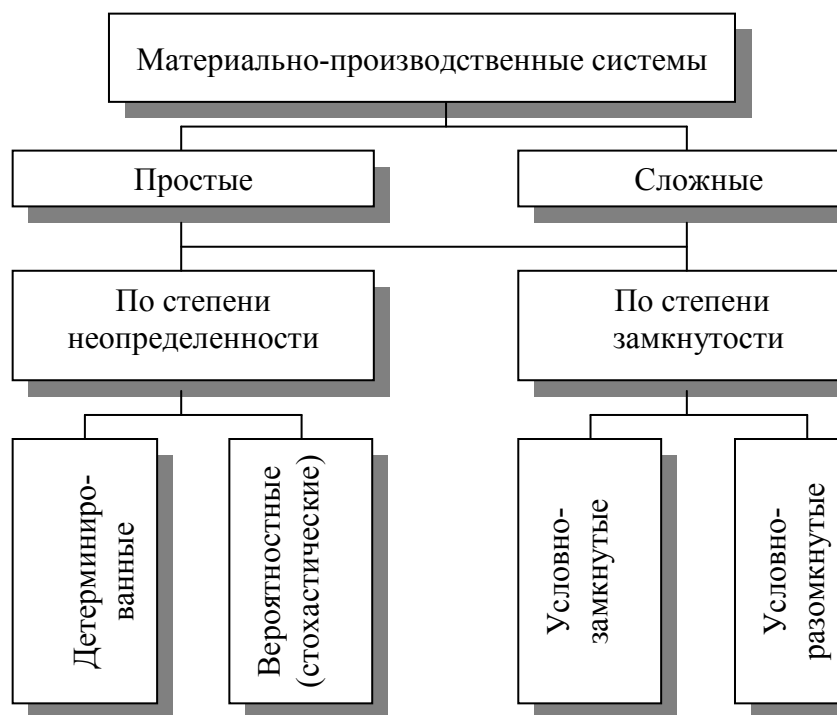 Материально-производственные системы
Простые
Сложные
По степени
неопределенности
По степени
замкнутости
Детерминиро-
ванные
Вероятностные
(стохастические)
Условно-
замкнутые
Условно-
разомкнутые